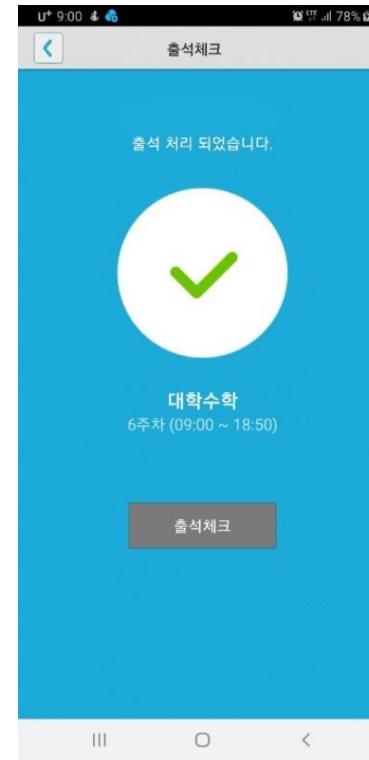 U+ 9:00 LTE 78%
출석체크
출석 처리 되었습니다.
대학수학
6주차 (09:00 ~ 18:50)
출석체크